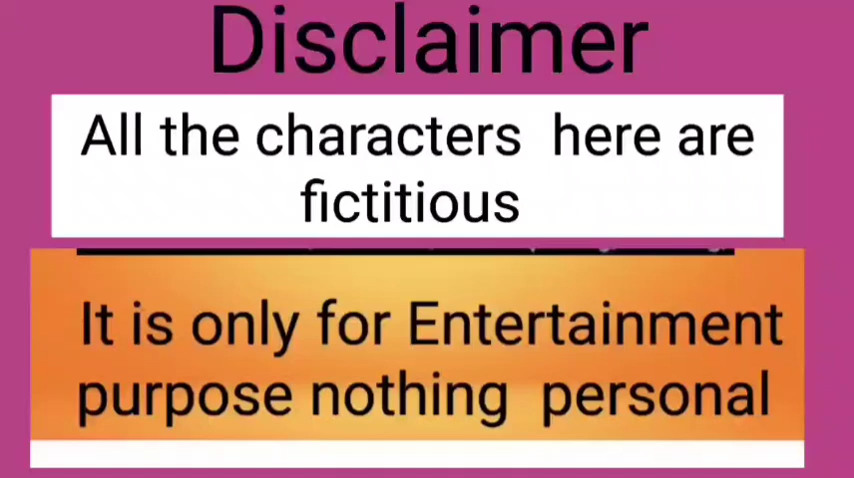 Disclaimer
All the characters here are
fictitious
It is only for Entertainment
purpose nothing personal